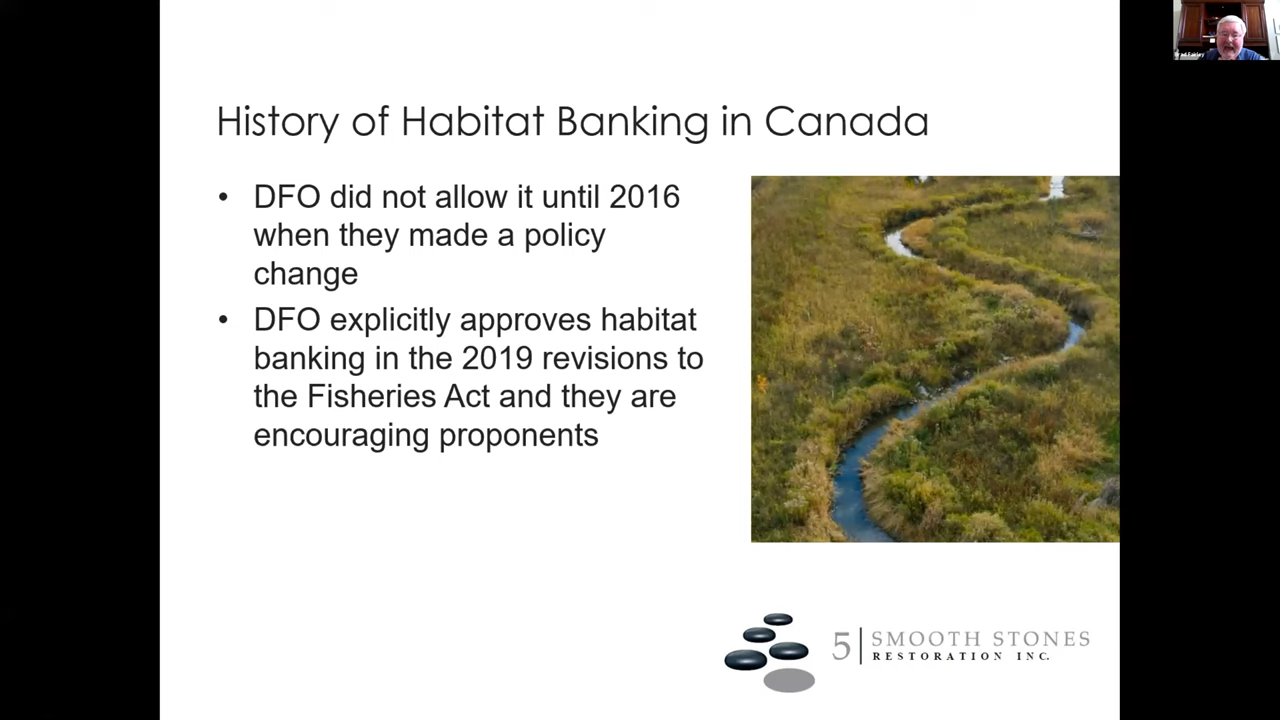 History of Habitat Banking in Canada
• DFO did not allow it until 2016
when they made a policy
change
• DFO explicitly approves habitat
banking in the 2019 revisions to
the Fisheries Act and they are
encouraging proponents
5 SMOOTH STONES
RESTORATION INC.